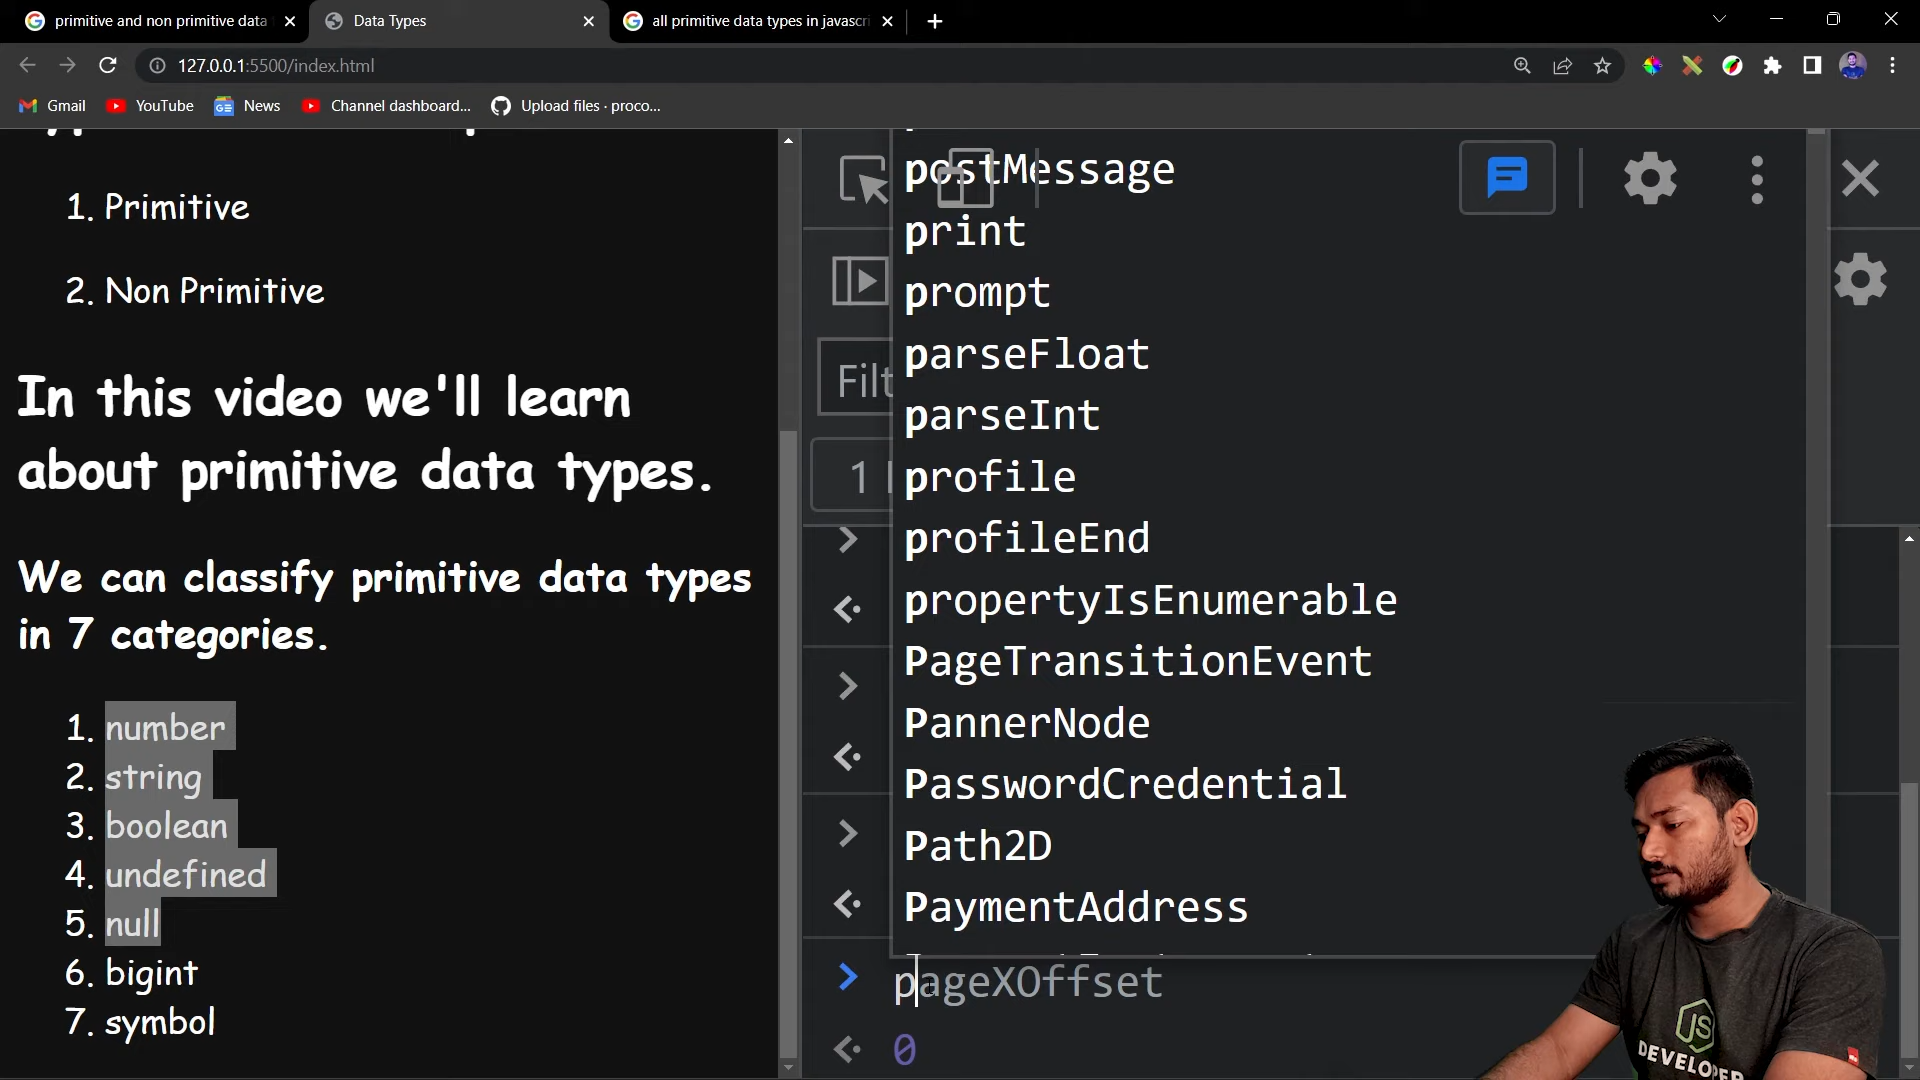 primitive and non primitive data
Data Types
all primitive data types in javascri
127.0.0.1:5500/index.html
Gmail
YouTube
News
Channel dashboard...
Upload files · proco...
1. Primitive
2. Non Primitive
In this video we'll learn
about primitive data types.
We can classify primitive data types
in 7 categories.
1. number
2. string
3. boolean
4. undefined
5. null
6. bigint
7. symbol
Filt
1
postMessage
print
prompt
parseFloat
parseInt
profile
profileEnd
propertyIsEnumerable
PageTransitionEvent
PannerNode
PasswordCredential
Path2D
PaymentAddress
pageXOffset
0
JS
DEVELOPER